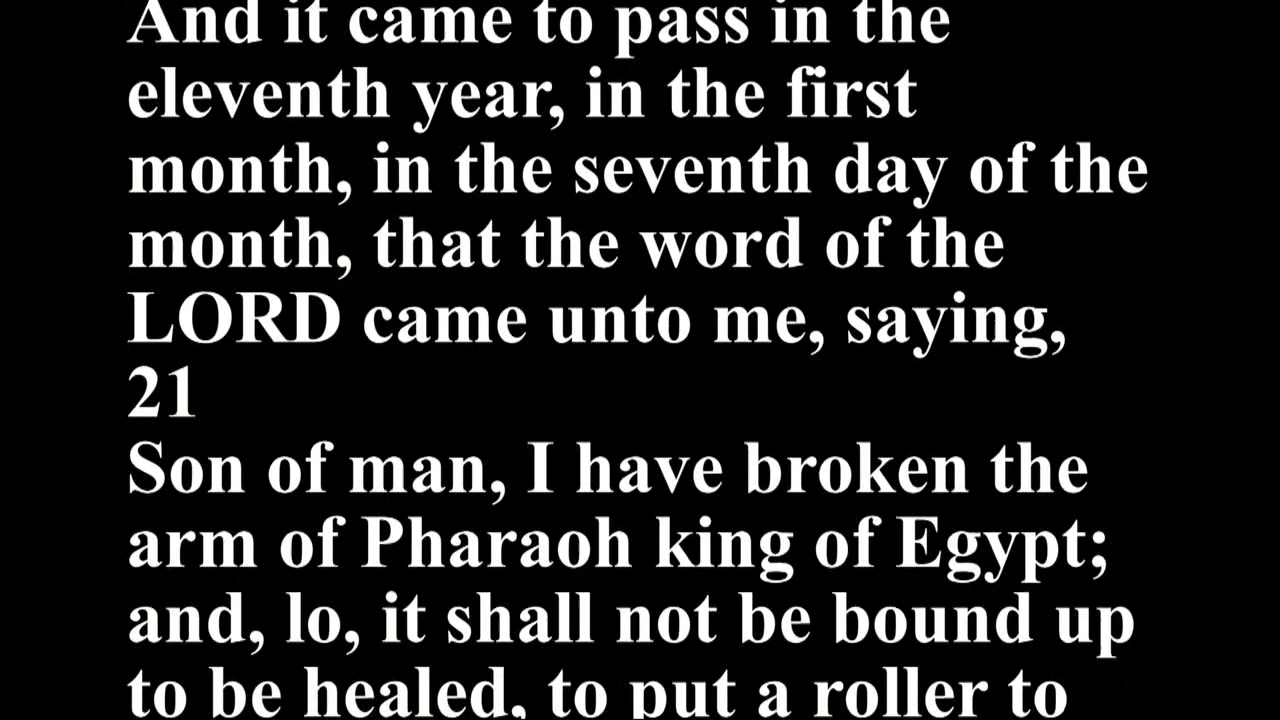 And it came to pass in the
eleventh year, in the first
month, in the seventh day of the
month, that the word of the
LORD came unto me, saying,
21
Son of man, I have broken the
arm of Pharaoh king of Egypt;
and, lo, it shall not be bound up
to be healed, to put a roller to